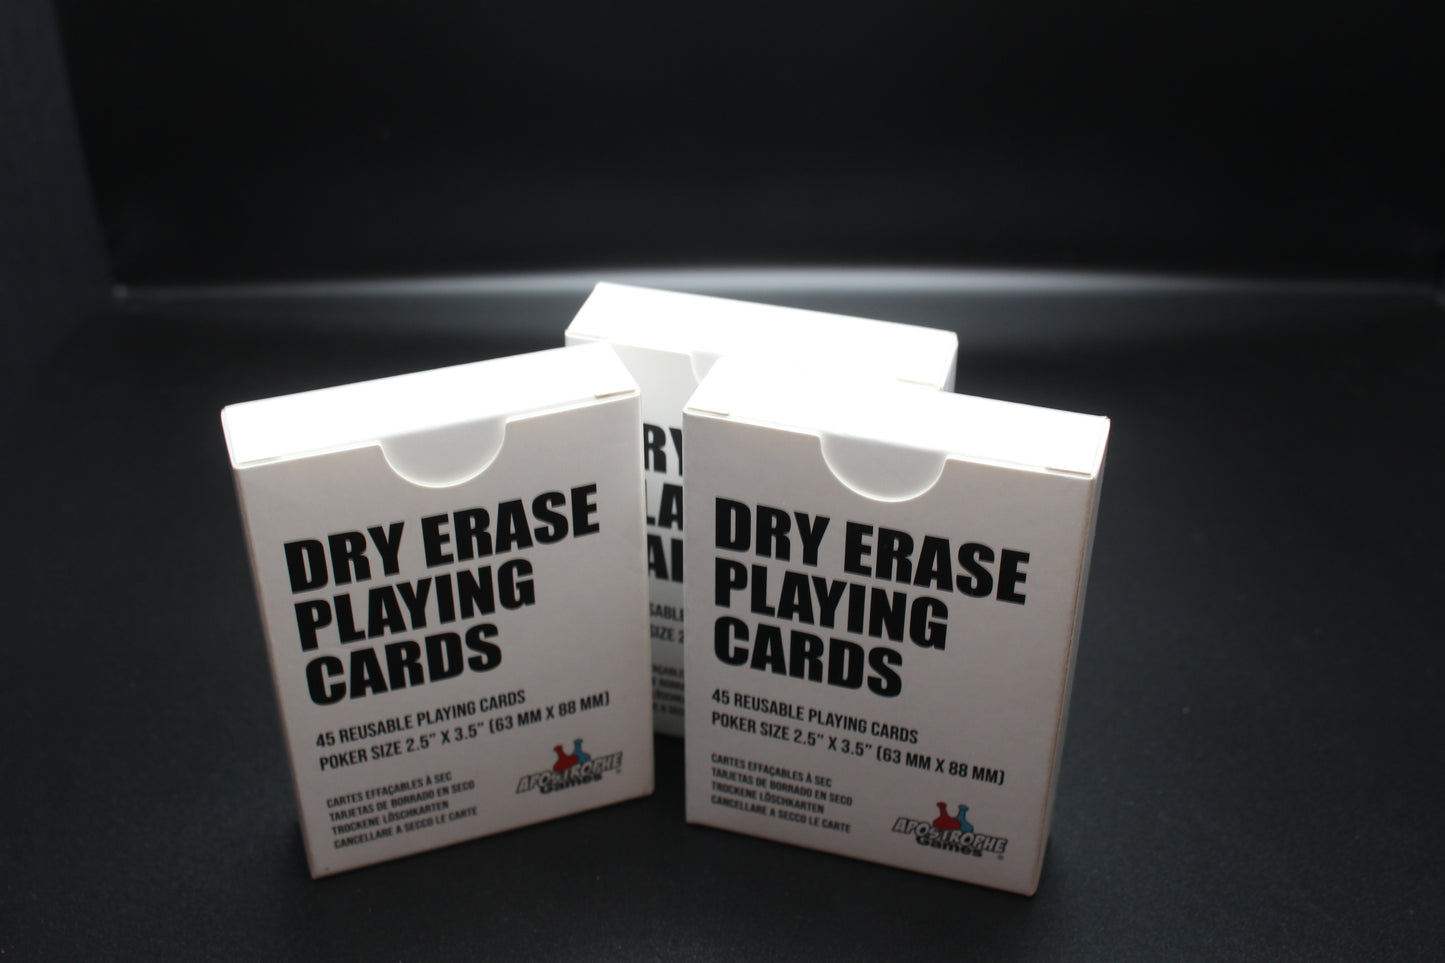 DRY ERASE
PLAYING
CARDS
45 REUSABLE PLAYING CARDS
POKER SIZE 2.5" X 3.5" (63 MM X 88 MM)
CARTES EFFAÇABLES À SEC
TARJETAS DE BORRADO EN SECO
TROCKENE LÖSCHKARTEN
CANCELLARE A SECCO LE CARTE
APOSTROPHE
Games
DRY ERASE
PLAYING
CARDS
45 REUSABLE PLAYING CARDS
POKER SIZE 2.5” X 3.5” (63 MM X 88 MM)
CARTES EFFAÇABLES À SEC
TARJETAS DE BORRADO EN SECO
TROCKENE LÖSCHKARTEN
CANCELLARE A SECCO LE CARTE
APOSTROPHE
Games
®